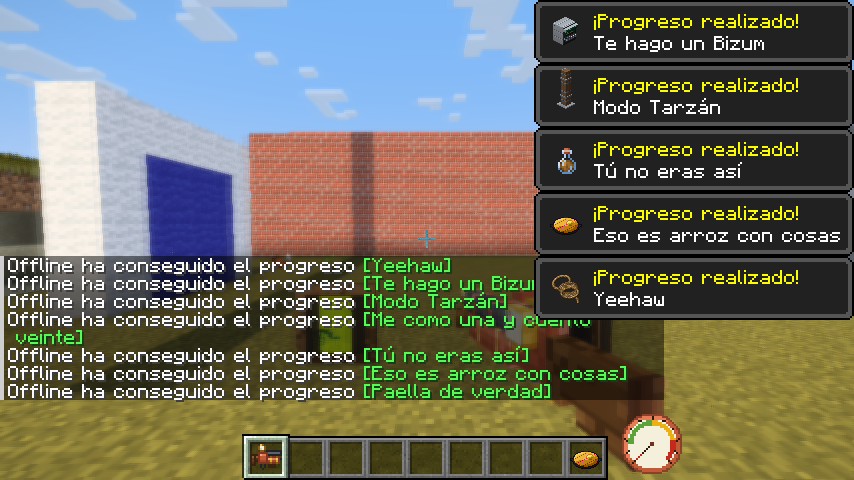 ¡Progreso realizado!
Te hago un Bizum
¡Progreso realizado!
Modo Tarzán
¡Progreso realizado!
Tú no eras así
¡Progreso realizado!
Eso es arroz con cosas
¡Progreso realizado!
Yeehaw
Offline ha conseguido el progreso [Yeehaw]
Offline ha conseguido el progreso [Te hago un Bizu
Offline ha conseguido el progreso [Modo Tarzán]
Offline ha conseguido el progreso [Me como una y cuento
veinte]
Offline ha conseguido el progreso [Tú no eras así]
Offline ha conseguido el progreso [Eso es arroz con cosas]
Offline ha conseguido el progreso [Paella de verdad]